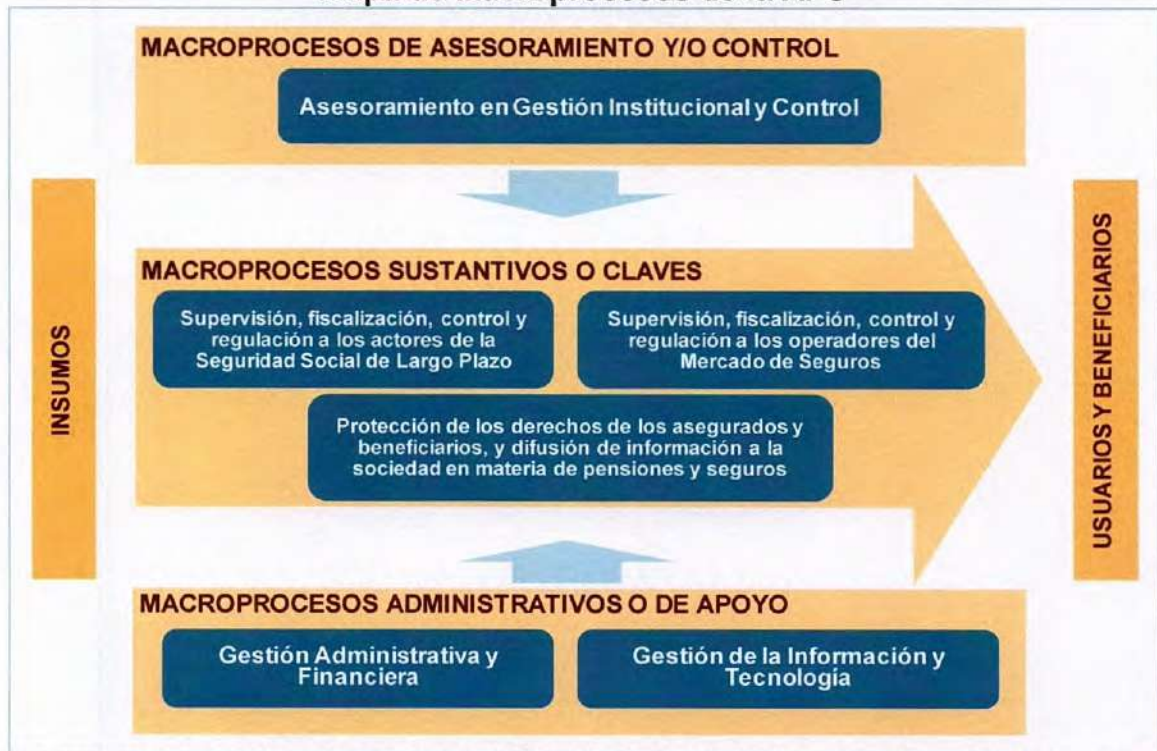 MACROPROCESOS DE ASESORAMIENTO Y/O CONTROL
Asesoramiento en Gestión Institucional y Control
INSUMOS
MACROPROCESOS SUSTANTIVOS O CLAVES
Supervisión, fiscalización, control y
regulación a los actores de la
Seguridad Social de Largo Plazo
Supervisión, fiscalización, control y
regulación a los operadores del
Mercado de Seguros
Protección de los derechos de los asegurados y
beneficiarios, y difusión de información a la
sociedad en materia de pensiones y seguros
USUARIOS Y BENEFICIARIOS
MACROPROCESOS ADMINISTRATIVOS O DE APOYO
Gestión Administrativa y
Financiera
Gestión de la Información y
Tecnología